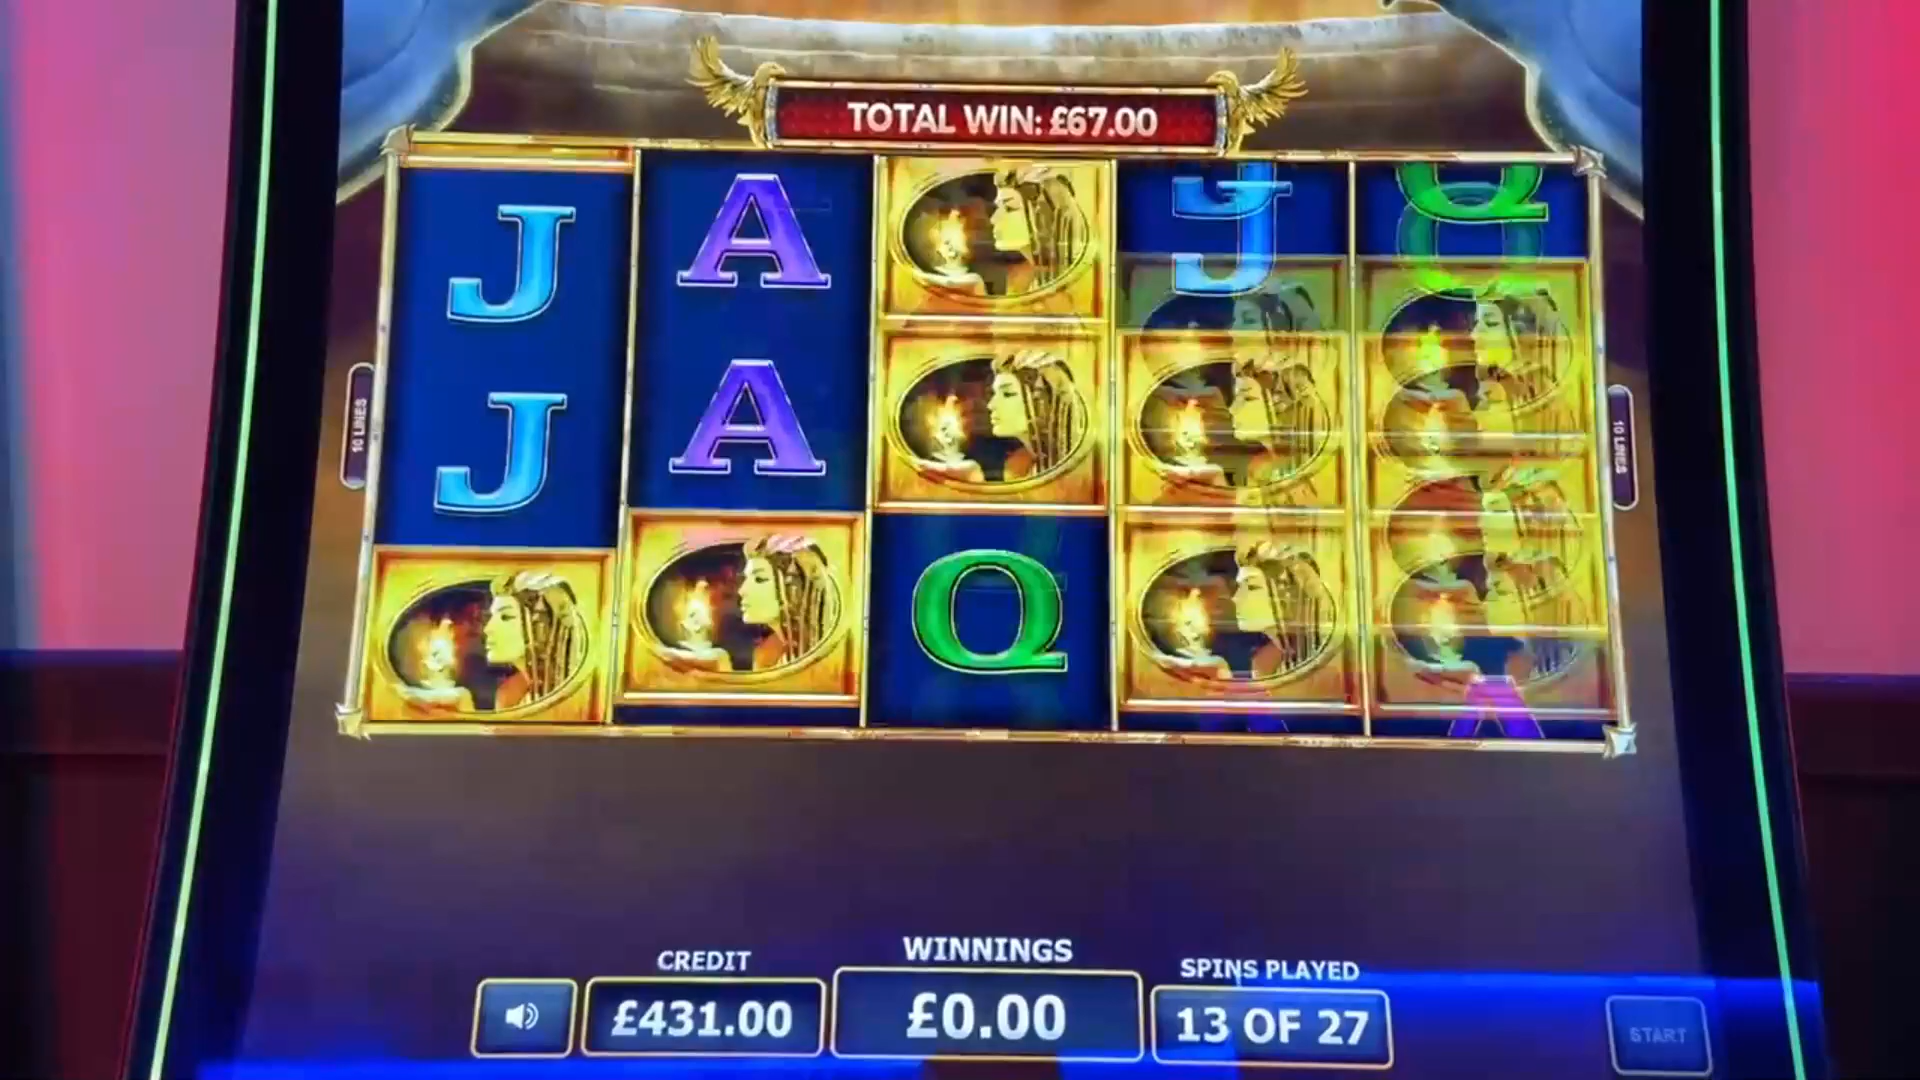 TOTAL WIN: £67.00
J
A
J
Q
J
A
Q
10 LINES
10 LINES
CREDIT
WINNINGS
SPINS PLAYED
£431.00
£0.00
13 OF 27
START